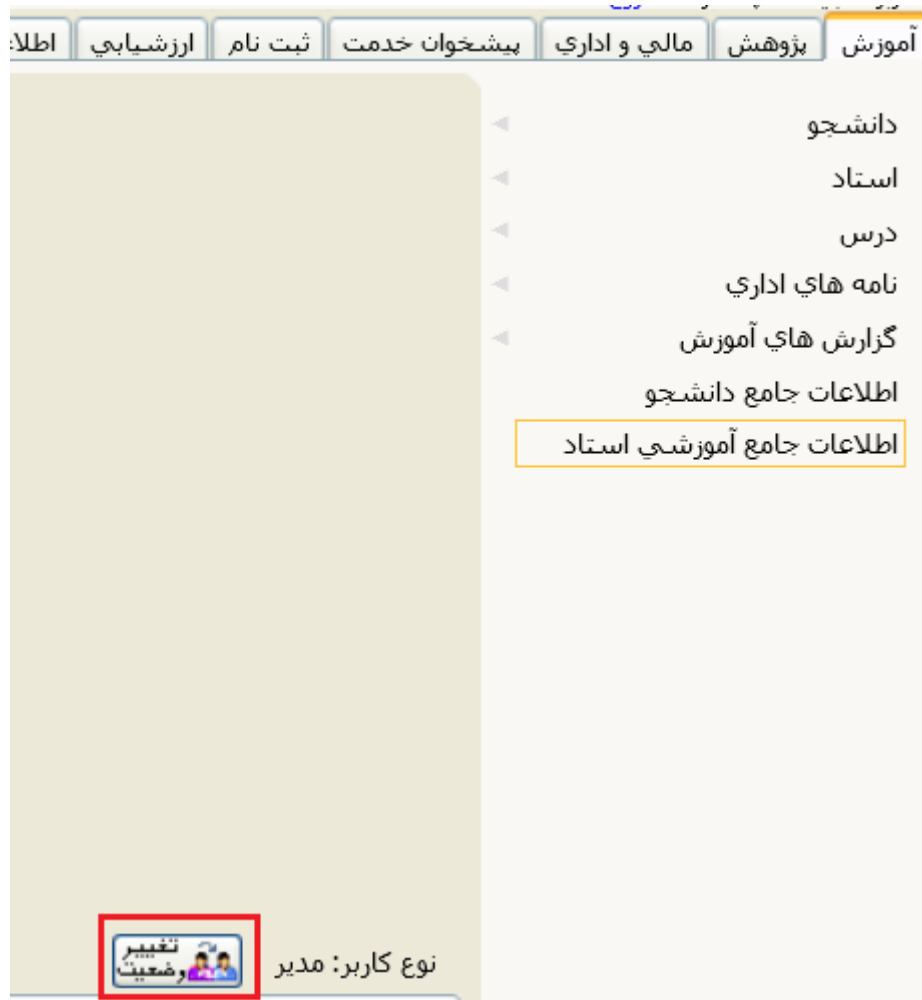 آموزش پژوهش مالي و اداري پيشخوان خدمت ثبت نام ارزشيابي
دانشجو
استاد
درس
نامه هاي اداري
گزارش هاي آموزش
اطلاعات جامع دانشجو
اطلاعات جامع آموزشي استاد
نوع کاربر: مدير تغيير وضعيت